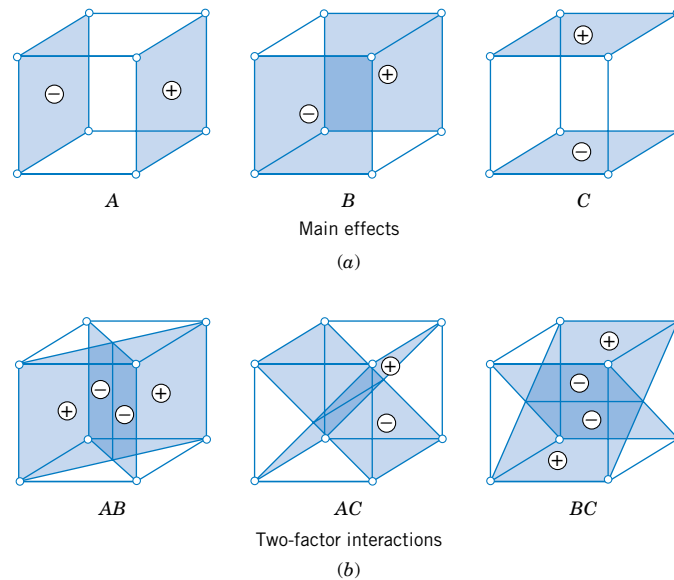 − + − + + −
A B C
Main effects
(a)
+ − − + + − + − − +
AB AC BC
Two-factor interactions
(b)